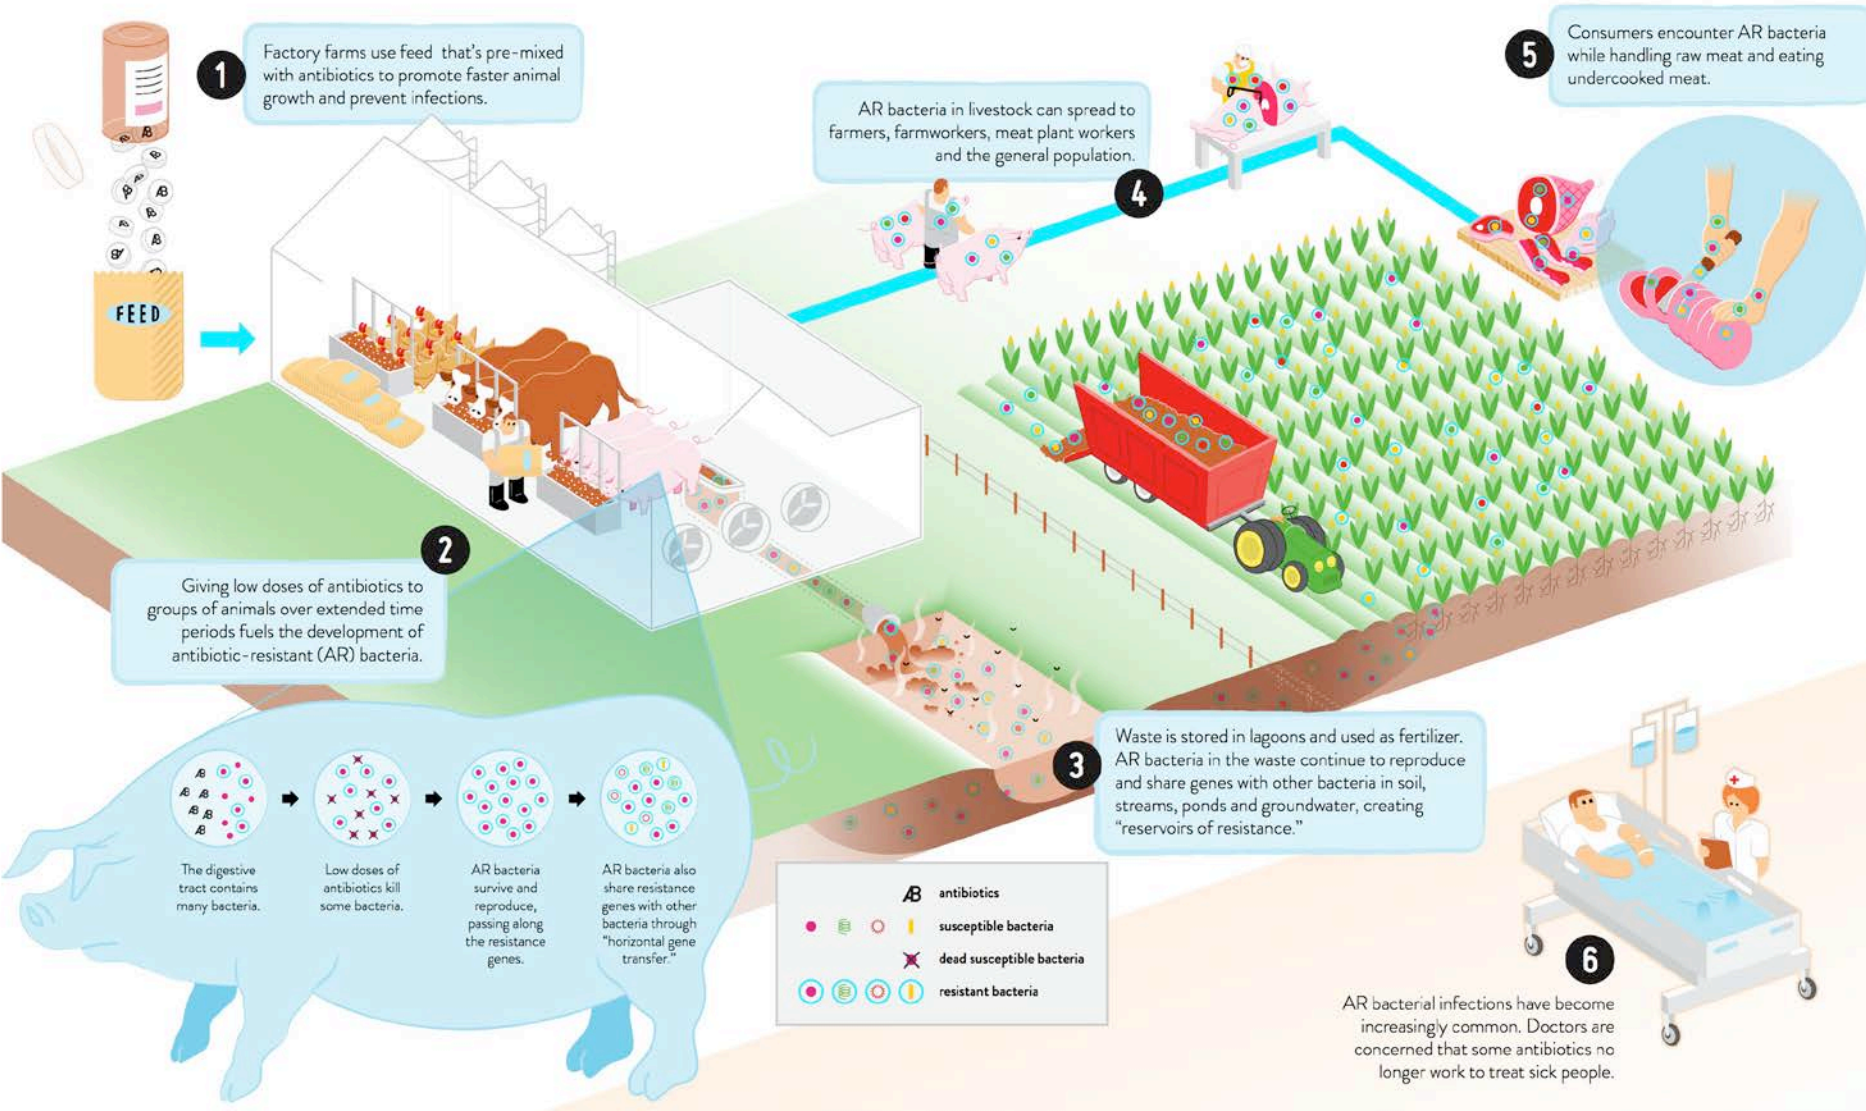 1
Factory farms use feed that's pre-mixed
with antibiotics to promote faster animal
growth and prevent infections.
AB
FEED
2
Giving low doses of antibiotics to
groups of animals over extended time
periods fuels the development of
antibiotic-resistant (AR) bacteria.
The digestive
tract contains
many bacteria.
Low doses of
antibiotics kill
some bacteria.
AR bacteria
survive and
reproduce,
passing along
the resistance
genes.
AR bacteria also
share resistance
genes with other
bacteria through
"horizontal gene
transfer."
3
Waste is stored in lagoons and used as fertilizer.
AR bacteria in the waste continue to reproduce
and share genes with other bacteria in soil,
streams, ponds and groundwater, creating
"reservoirs of resistance."
AB antibiotics
susceptible bacteria
dead susceptible bacteria
resistant bacteria
AR bacteria in livestock can spread to
farmers, farmworkers, meat plant workers
and the general population.
4
5
Consumers encounter AR bacteria
while handling raw meat and eating
undercooked meat.
6
AR bacterial infections have become
increasingly common. Doctors are
concerned that some antibiotics no
longer work to treat sick people.